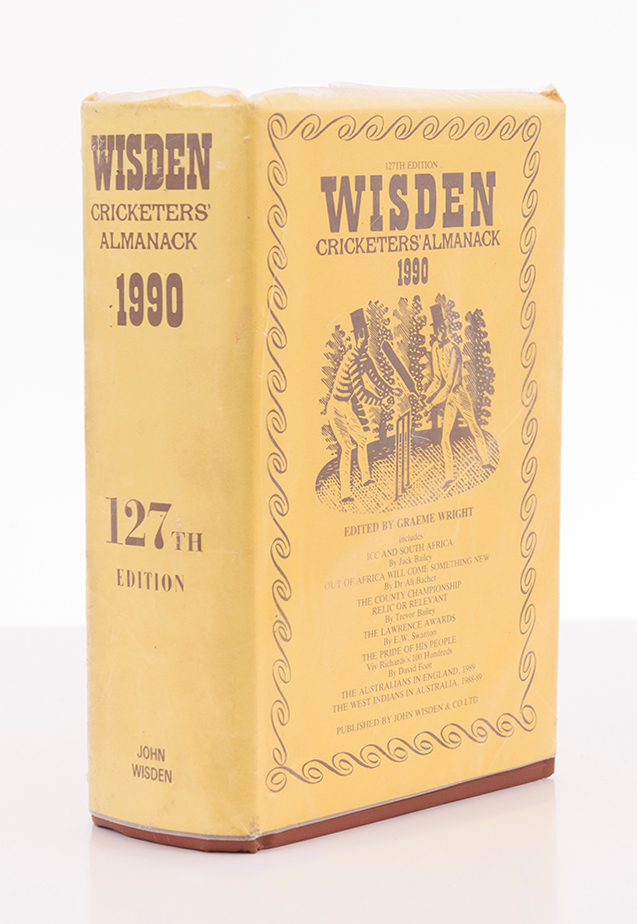 WISDEN
CRICKETERS'
ALMANACK
1990
127TH
EDITION
JOHN
WISDEN
127TH EDITION
WISDEN
CRICKETERS' ALMANACK
1990
EDITED BY GRAEME WRIGHT
includes
ICC AND SOUTH AFRICA
By Jack Bailey
OUT OF AFRICA WILL COME SOMETHING NEW
By Dr Ali Bacher
THE COUNTY CHAMPIONSHIP
RELIC OR RELEVANT
By Trevor Bailey
THE LAWRENCE AWARDS
By E.W. Swanton
THE PRIDE OF HIS PEOPLE
Viv Richards's 100 Hundreds
By David Foot
THE AUSTRALIANS IN ENGLAND, 1989
THE WEST INDIANS IN AUSTRALIA, 1988-89
PUBLISHED BY JOHN WISDEN & CO LTD